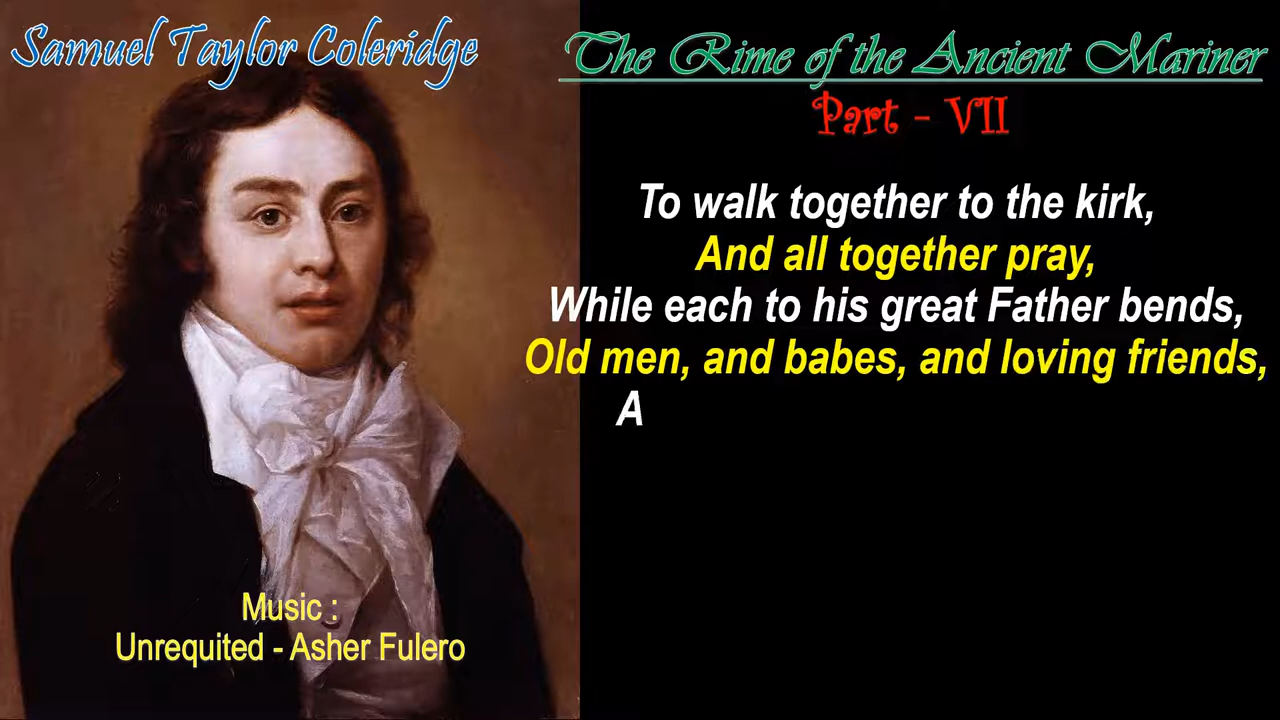 Samuel Taylor Coleridge
The Rime of the Ancient Mariner
Part - VII
To walk together to the kirk,
And all together pray,
While each to his great Father bends,
Old men, and babes, and loving friends,
A
Music :
Unrequited - Asher Fulero